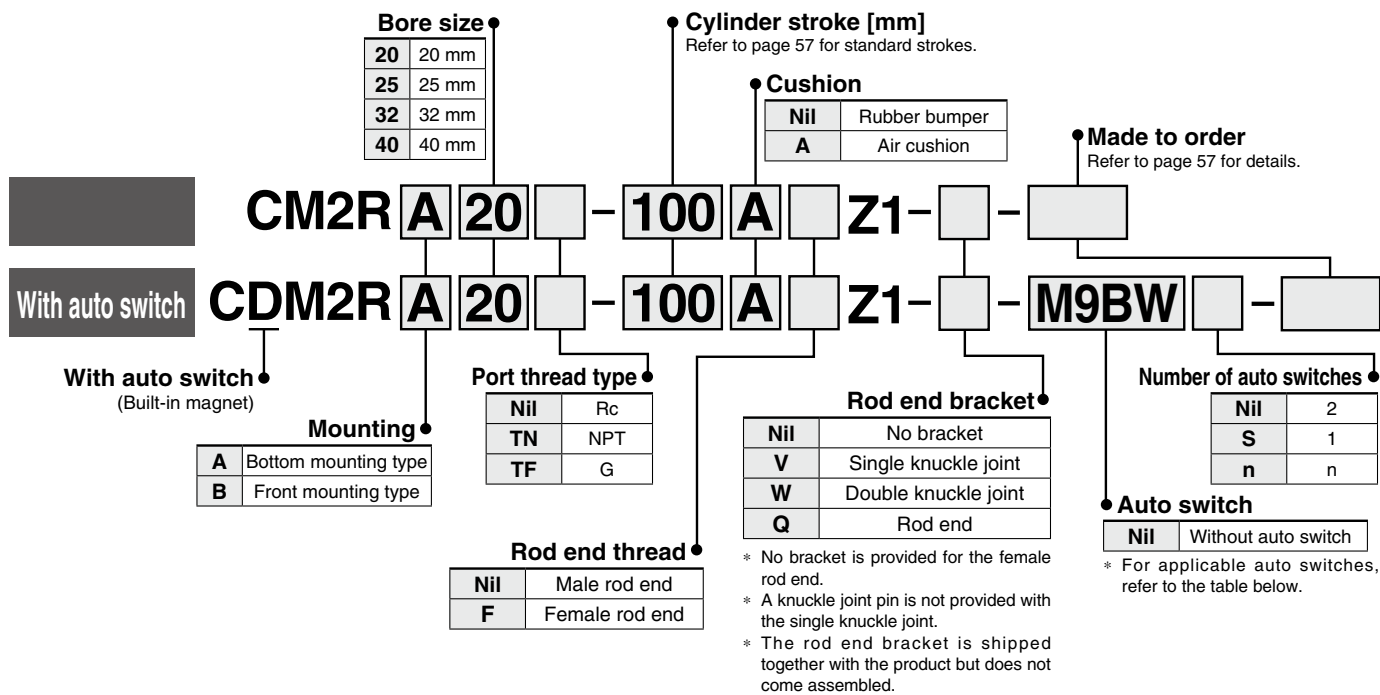 Bore size
20 20 mm
25 25 mm
32 32 mm
40 40 mm
Cylinder stroke [mm]
Refer to page 57 for standard strokes.
Cushion
Nil Rubber bumper
A Air cushion
Made to order
Refer to page 57 for details.
CM2R A 20 – 100 A Z1– –
With auto switch CDM2R A 20 – 100 A Z1– – M9BW –
With auto switch
(Built-in magnet)
Mounting
A Bottom mounting type
B Front mounting type
Port thread type
Nil Rc
TN NPT
TF G
Rod end thread
Nil Male rod end
F Female rod end
Rod end bracket
Nil No bracket
V Single knuckle joint
W Double knuckle joint
Q Rod end
* No bracket is provided for the female
rod end.
* A knuckle joint pin is not provided with
the single knuckle joint.
* The rod end bracket is shipped
together with the product but does not
come assembled.
Number of auto switches
Nil 2
S 1
n n
Auto switch
Nil Without auto switch
* For applicable auto switches,
refer to the table below.